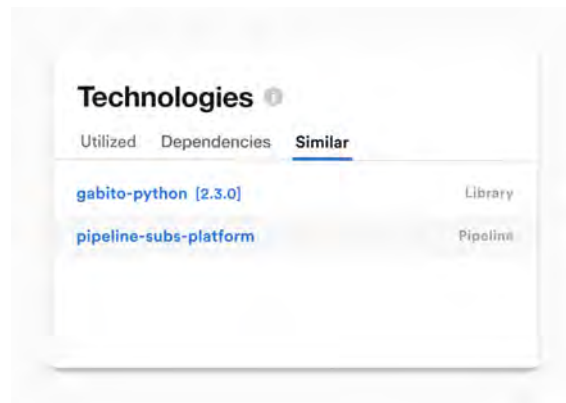 Technologies
Utilized Dependencies Similar
gabito-python [2.3.0] Library
pipeline-subs-platform Pipeline